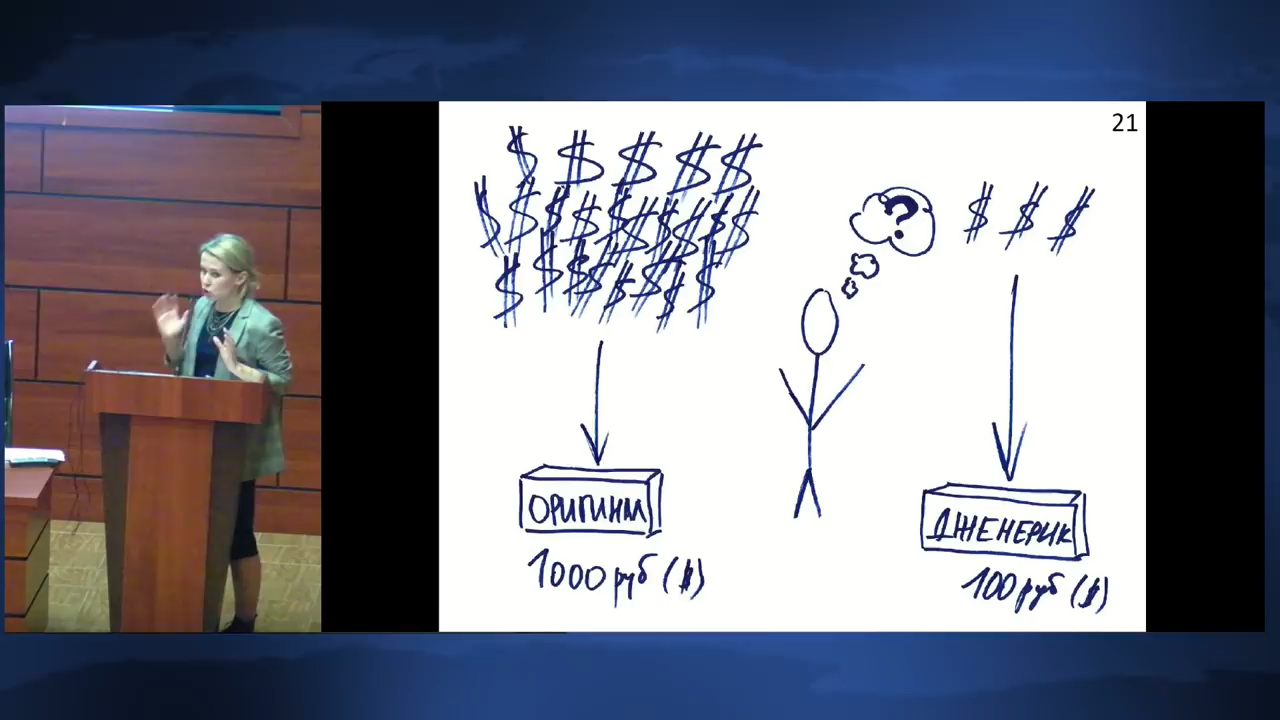 21
$ $ $ $ $
?
$ $ $
ОРИГИНАЛ
ДЖЕНЕРИК
1000 руб ($)
100 руб ($)